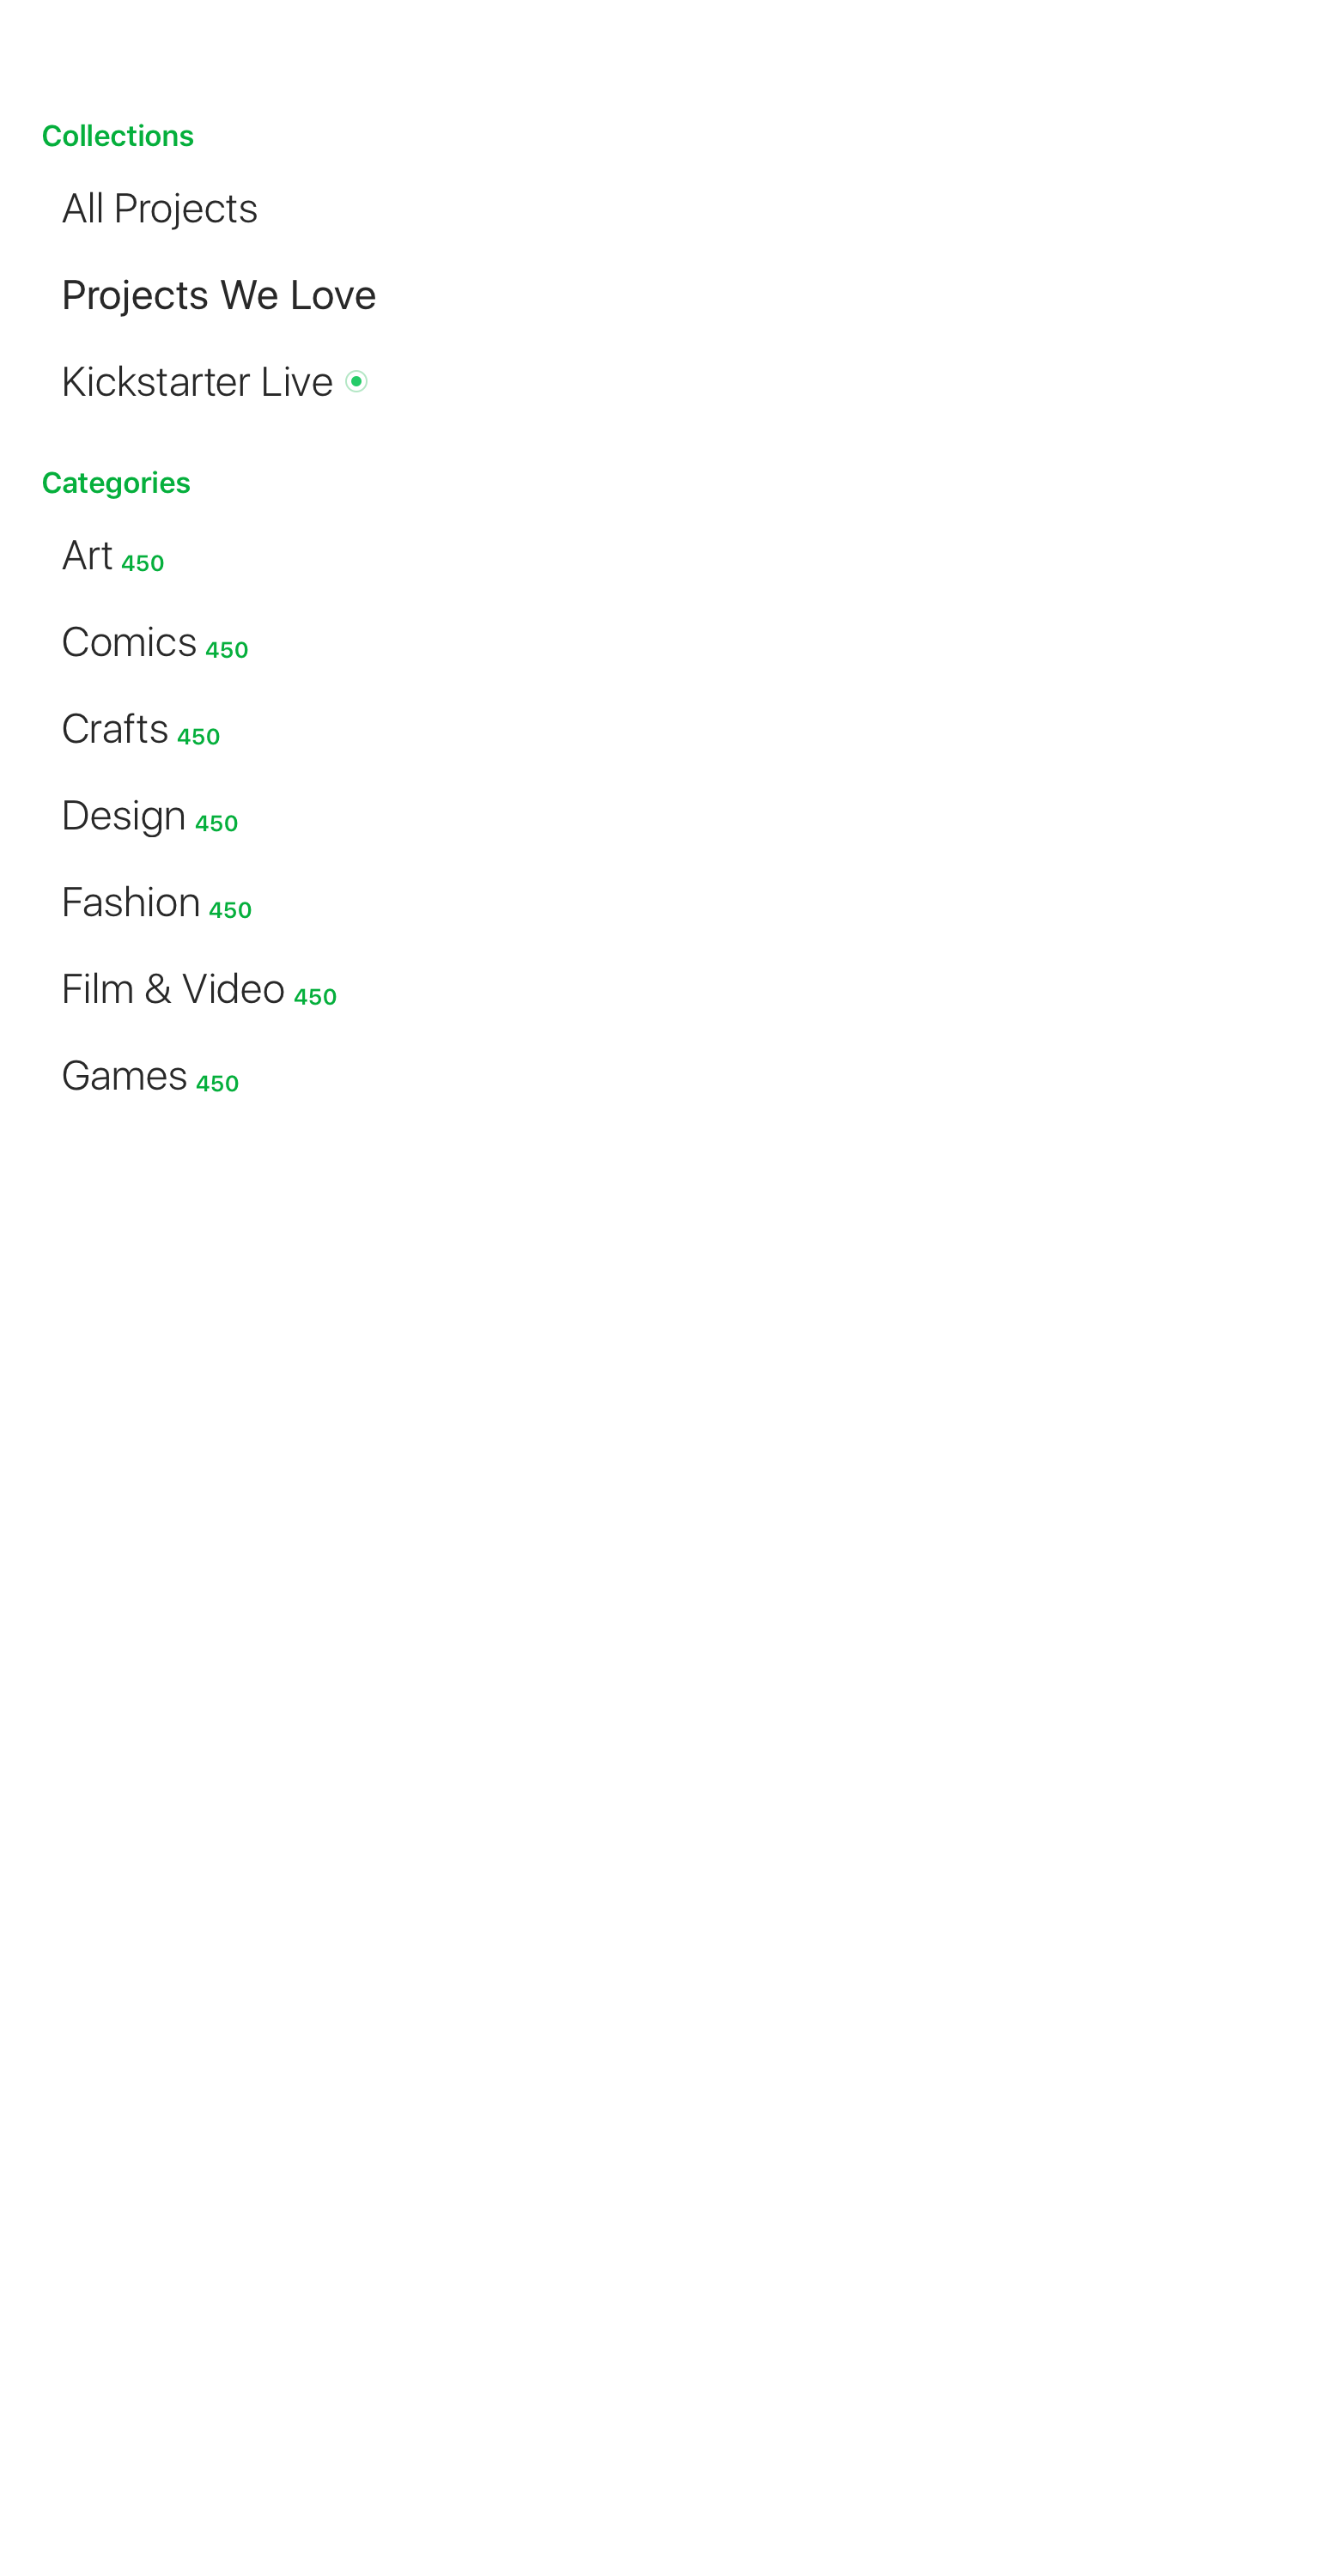 Collections
All Projects
Projects We Love
Kickstarter Live
Categories
Art 450
Comics 450
Crafts 450
Design 450
Fashion 450
Film & Video 450
Games 450